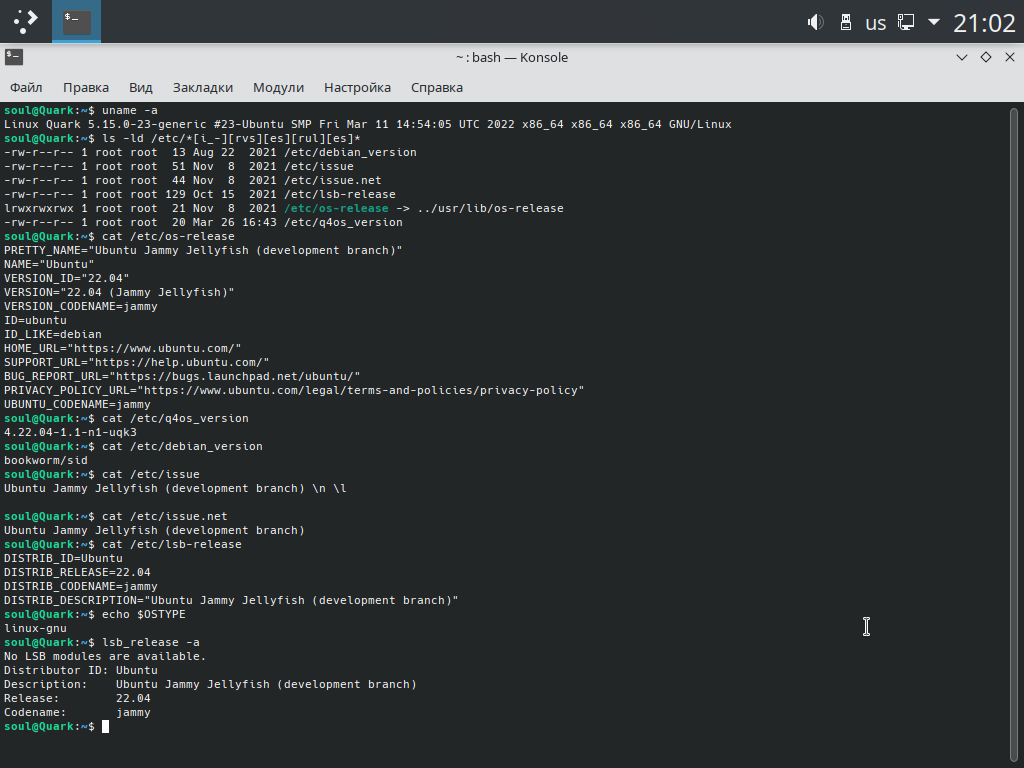 us 21:02
~ : bash — Konsole
Файл Правка Вид Закладки Модули Настройка Справка
soul@Quark:~$ uname -a
Linux Quark 5.15.0-23-generic #23-Ubuntu SMP Fri Mar 11 14:54:05 UTC 2022 x86_64 x86_64 x86_64 GNU/Linux
soul@Quark:~$ ls -ld /etc/*[i_-][rvs][es][rul][es]*
-rw-r--r-- 1 root root  13 Aug 22  2021 /etc/debian_version
-rw-r--r-- 1 root root  51 Nov  8  2021 /etc/issue
-rw-r--r-- 1 root root  44 Nov  8  2021 /etc/issue.net
-rw-r--r-- 1 root root 129 Oct 15  2021 /etc/lsb-release
lrwxrwxrwx 1 root root  21 Nov  8  2021 /etc/os-release -> ../usr/lib/os-release
-rw-r--r-- 1 root root  20 Mar 26 16:43 /etc/q4os_version
soul@Quark:~$ cat /etc/os-release
PRETTY_NAME="Ubuntu Jammy Jellyfish (development branch)"
NAME="Ubuntu"
VERSION_ID="22.04"
VERSION="22.04 (Jammy Jellyfish)"
VERSION_CODENAME=jammy
ID=ubuntu
ID_LIKE=debian
HOME_URL="https://www.ubuntu.com/"
SUPPORT_URL="https://help.ubuntu.com/"
BUG_REPORT_URL="https://bugs.launchpad.net/ubuntu/"
PRIVACY_POLICY_URL="https://www.ubuntu.com/legal/terms-and-policies/privacy-policy"
UBUNTU_CODENAME=jammy
soul@Quark:~$ cat /etc/q4os_version
4.22.04-1.1-n1-uqk3
soul@Quark:~$ cat /etc/debian_version
bookworm/sid
soul@Quark:~$ cat /etc/issue
Ubuntu Jammy Jellyfish (development branch) \n \l
soul@Quark:~$ cat /etc/issue.net
Ubuntu Jammy Jellyfish (development branch)
soul@Quark:~$ cat /etc/lsb-release
DISTRIB_ID=Ubuntu
DISTRIB_RELEASE=22.04
DISTRIB_CODENAME=jammy
DISTRIB_DESCRIPTION="Ubuntu Jammy Jellyfish (development branch)"
soul@Quark:~$ echo $OSTYPE
linux-gnu
soul@Quark:~$ lsb_release -a
No LSB modules are available.
Distributor ID: Ubuntu
Description:    Ubuntu Jammy Jellyfish (development branch)
Release:        22.04
Codename:       jammy
soul@Quark:~$